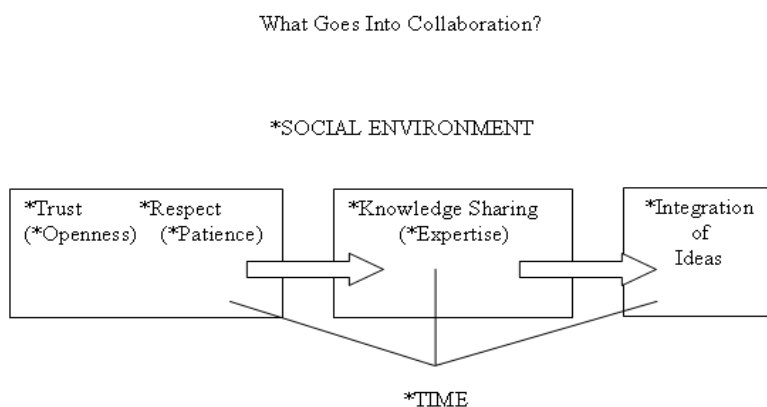 What Goes Into Collaboration?
*SOCIAL ENVIRONMENT
*Trust *Respect
(*Openness) (*Patience)
*Knowledge Sharing
(*Expertise)
*Integration
of
Ideas
*TIME